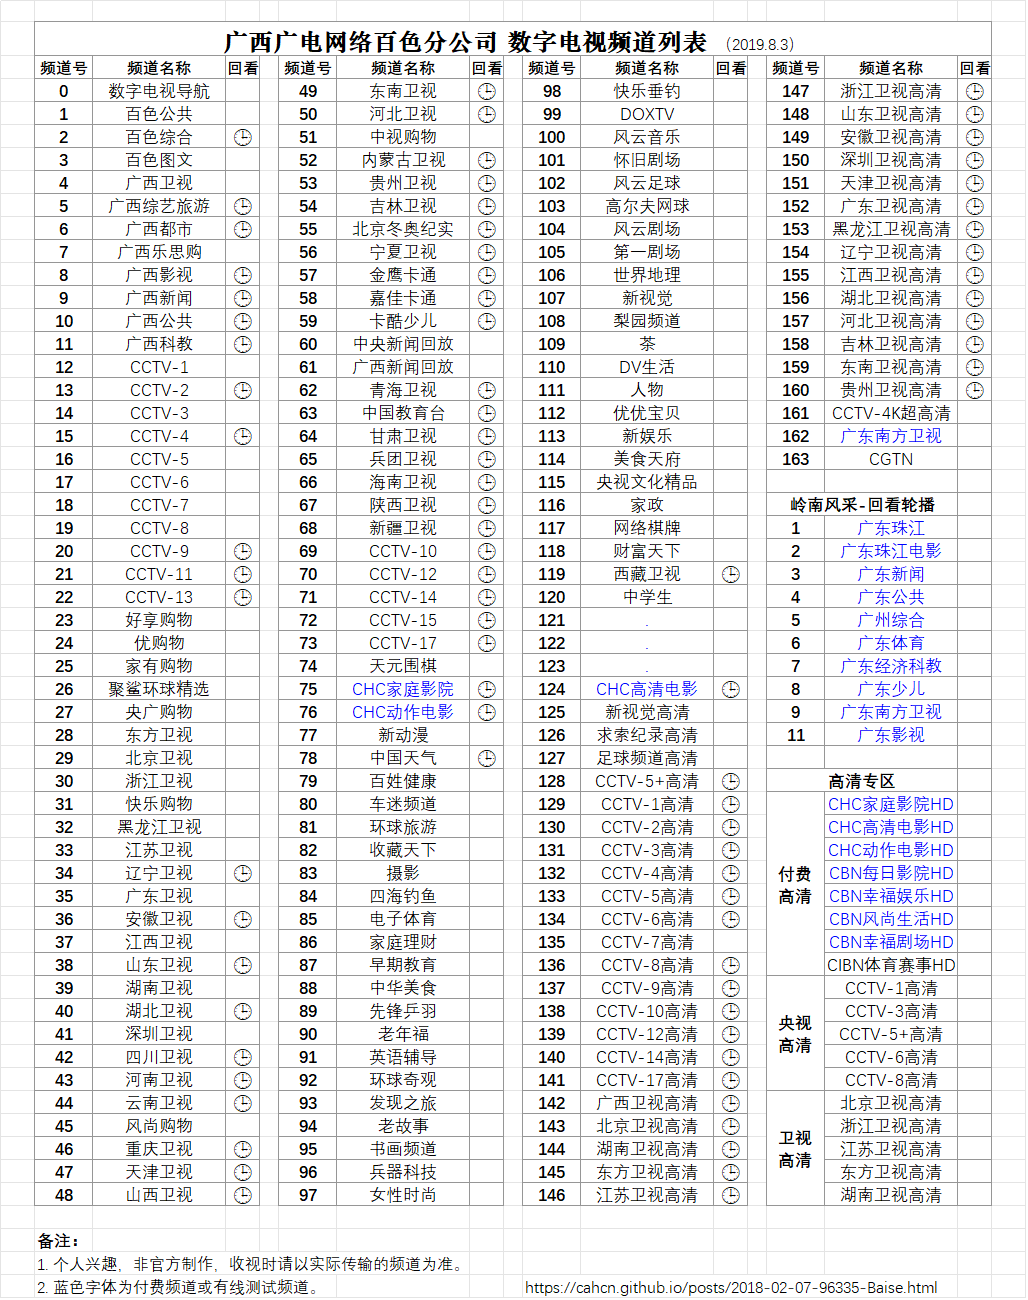 广西广电网络百色分公司 数字电视频道列表 （2019.8.3）
频道号 频道名称 回看 频道号 频道名称 回看 频道号 频道名称 回看 频道号 频道名称 回看
0 数字电视导航 49 东南卫视 98 快乐垂钓 147 浙江卫视高清
1 百色公共 50 河北卫视 99 DOXTV 148 山东卫视高清
2 百色综合 51 中视购物 100 风云音乐 149 安徽卫视高清
3 百色图文 52 内蒙古卫视 101 怀旧剧场 150 深圳卫视高清
4 广西卫视 53 贵州卫视 102 风云足球 151 天津卫视高清
5 广西综艺旅游 54 吉林卫视 103 高尔夫网球 152 广东卫视高清
6 广西都市 55 北京冬奥纪实 104 风云剧场 153 黑龙江卫视高清
7 广西乐思购 56 宁夏卫视 105 第一剧场 154 辽宁卫视高清
8 广西影视 57 金鹰卡通 106 世界地理 155 江西卫视高清
9 广西新闻 58 嘉佳卡通 107 新视觉 156 湖北卫视高清
10 广西公共 59 卡酷少儿 108 梨园频道 157 河北卫视高清
11 广西科教 60 中央新闻回放 109 茶 158 吉林卫视高清
12 CCTV-1 61 广西新闻回放 110 DV生活 159 东南卫视高清
13 CCTV-2 62 青海卫视 111 人物 160 贵州卫视高清
14 CCTV-3 63 中国教育台 112 优优宝贝 161 CCTV-4K超高清
15 CCTV-4 64 甘肃卫视 113 新娱乐 162 广东南方卫视
16 CCTV-5 65 兵团卫视 114 美食天府 163 CGTN
17 CCTV-6 66 海南卫视 115 央视文化精品
18 CCTV-7 67 陕西卫视 116 家政 岭南风采-回看轮播
19 CCTV-8 68 新疆卫视 117 网络棋牌 1 广东珠江
20 CCTV-9 69 CCTV-10 118 财富天下 2 广东珠江电影
21 CCTV-11 70 CCTV-12 119 西藏卫视 3 广东新闻
22 CCTV-13 71 CCTV-14 120 中学生 4 广东公共
23 好享购物 72 CCTV-15 121 . 5 广州综合
24 优购物 73 CCTV-17 122 . 6 广东体育
25 家有购物 74 天元围棋 123 . 7 广东经济科教
26 聚鲨环球精选 75 CHC家庭影院 124 CHC高清电影 8 广东少儿
27 央广购物 76 CHC动作电影 125 新视觉高清 9 广东南方卫视
28 东方卫视 77 新动漫 126 求索纪录高清 11 广东影视
29 北京卫视 78 中国天气 127 足球频道高清
30 浙江卫视 79 百姓健康 128 CCTV-5+高清 高清专区
31 快乐购物 80 车迷频道 129 CCTV-1高清 CHC家庭影院HD
32 黑龙江卫视 81 环球旅游 130 CCTV-2高清 CHC高清电影HD
33 江苏卫视 82 收藏天下 131 CCTV-3高清 CHC动作电影HD
34 辽宁卫视 83 摄影 132 CCTV-4高清 付费 CBN每日影院HD
35 广东卫视 84 四海钓鱼 133 CCTV-5高清 高清 CBN幸福娱乐HD
36 安徽卫视 85 电子体育 134 CCTV-6高清 CBN风尚生活HD
37 江西卫视 86 家庭理财 135 CCTV-7高清 CBN幸福剧场HD
38 山东卫视 87 早期教育 136 CCTV-8高清 CIBN体育赛事HD
39 湖南卫视 88 中华美食 137 CCTV-9高清 CCTV-1高清
40 湖北卫视 89 先锋乒羽 138 CCTV-10高清 央视 CCTV-3高清
41 深圳卫视 90 老年福 139 CCTV-12高清 高清 CCTV-5+高清
42 四川卫视 91 英语辅导 140 CCTV-14高清 CCTV-6高清
43 河南卫视 92 环球奇观 141 CCTV-17高清 CCTV-8高清
44 云南卫视 93 发现之旅 142 广西卫视高清 北京卫视高清
45 风尚购物 94 老故事 143 北京卫视高清 浙江卫视高清
46 重庆卫视 95 书画频道 144 湖南卫视高清 卫视 江苏卫视高清
47 天津卫视 96 兵器科技 145 东方卫视高清 高清 东方卫视高清
48 山西卫视 97 女性时尚 146 江苏卫视高清 湖南卫视高清
备注：
1. 个人兴趣，非官方制作，收视时请以实际传输的频道为准。
2. 蓝色字体为付费频道或有线测试频道。 https://cahcn.github.io/posts/2018-02-07-96335-Baise.html